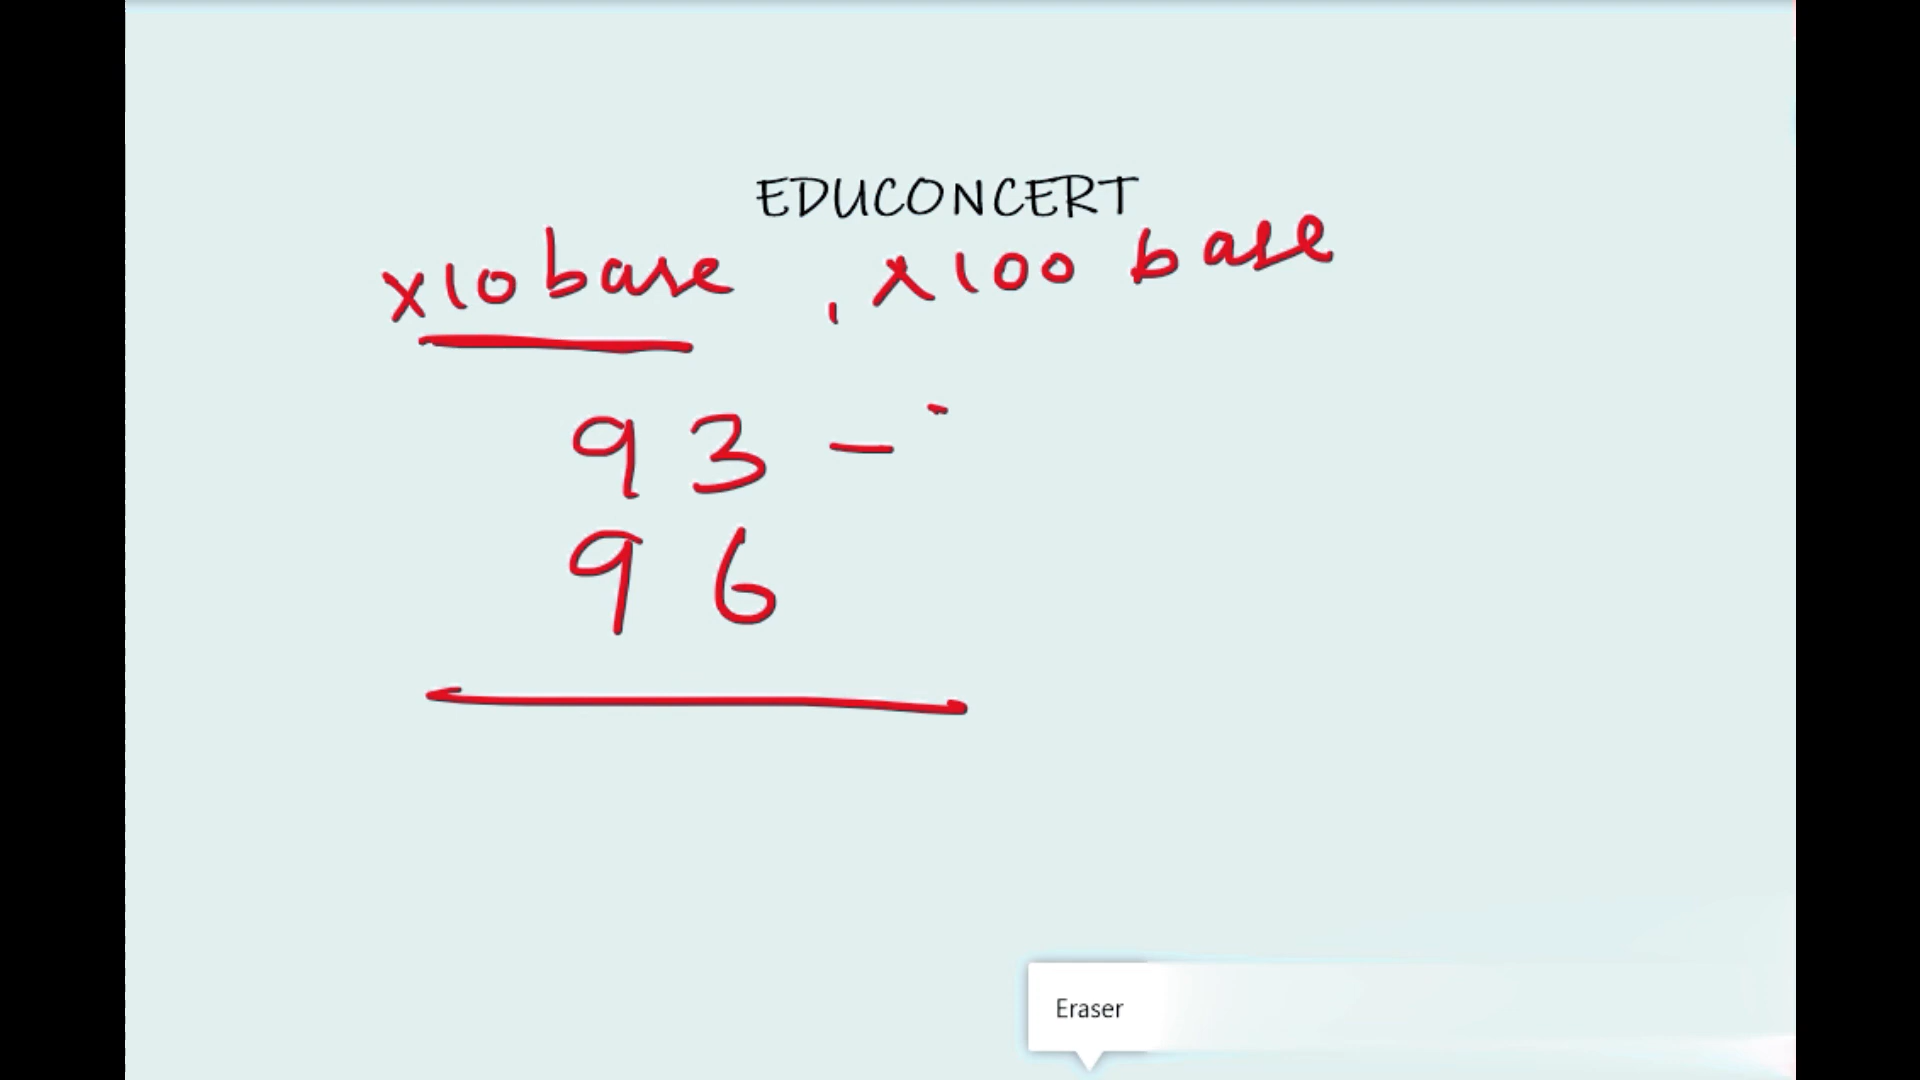 EDUCONCERT
x10 base , x100 base
93 -
96
Eraser